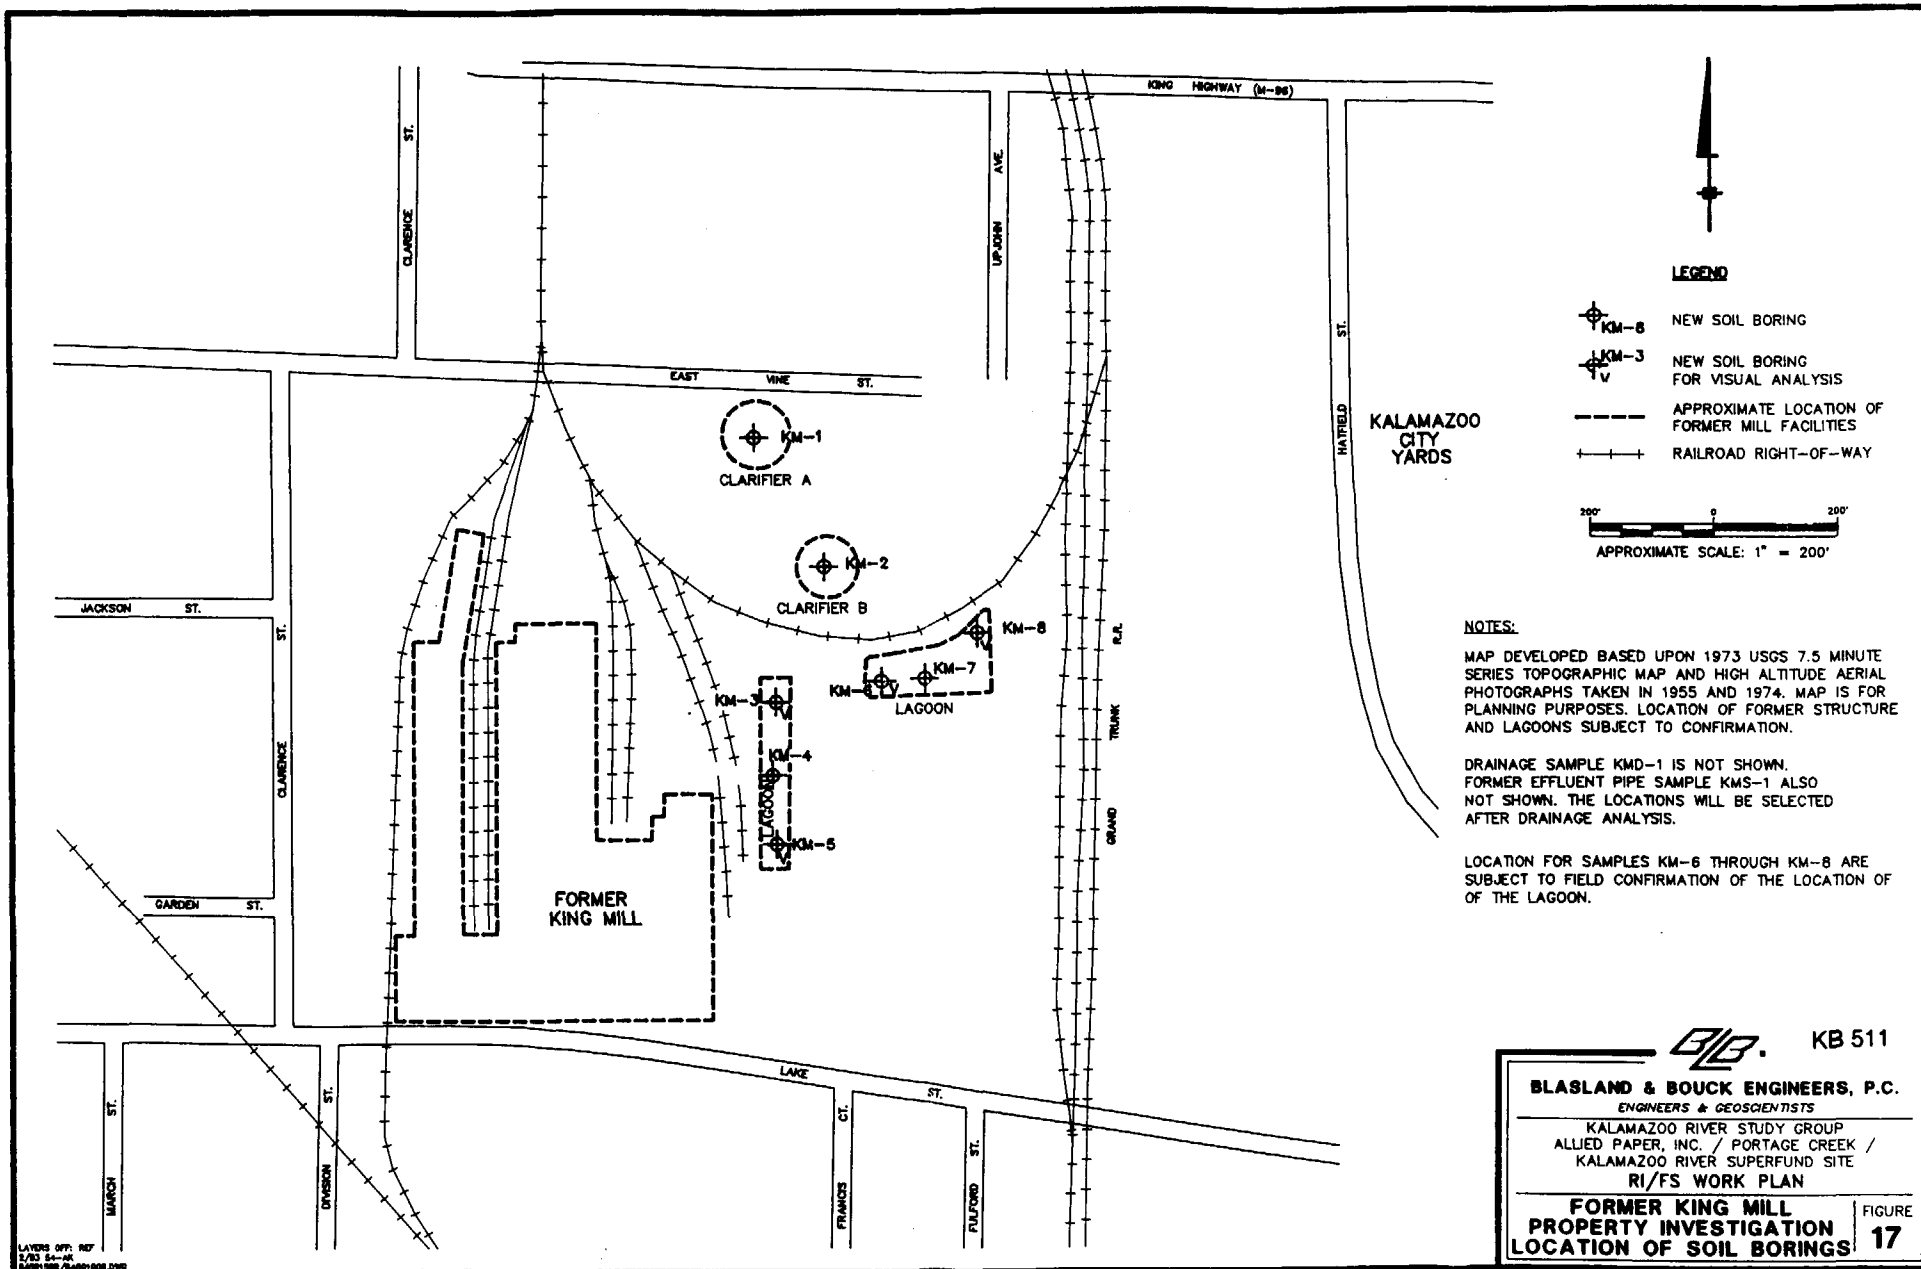 KING HIGHWAY (M-96)
CLARENCE ST.
UPJOHN AVE.
HATFIELD ST.
EAST VINE ST.
KM-1
CLARIFIER A
KM-2
CLARIFIER B
KALAMAZOO
CITY
YARDS
JACKSON ST.
CLARENCE ST.
KM-8
V
KM-7
KM-6
V
LAGOON
KM-3
V
KM-4
LAGOON
KM-5
V
GRAND TRUNK R.R.
FORMER
KING MILL
GARDEN ST.
LAKE ST.
MARCH ST.
DIVISION ST.
FRANCIS CT.
FULFORD ST.
LEGEND
KM-6 NEW SOIL BORING
KM-3 NEW SOIL BORING
V FOR VISUAL ANALYSIS
APPROXIMATE LOCATION OF
FORMER MILL FACILITIES
RAILROAD RIGHT-OF-WAY
200' 0 200'
APPROXIMATE SCALE: 1" = 200'
NOTES:
MAP DEVELOPED BASED UPON 1973 USGS 7.5 MINUTE
SERIES TOPOGRAPHIC MAP AND HIGH ALTITUDE AERIAL
PHOTOGRAPHS TAKEN IN 1955 AND 1974. MAP IS FOR
PLANNING PURPOSES. LOCATION OF FORMER STRUCTURE
AND LAGOONS SUBJECT TO CONFIRMATION.
DRAINAGE SAMPLE KMD-1 IS NOT SHOWN.
FORMER EFFLUENT PIPE SAMPLE KMS-1 ALSO
NOT SHOWN. THE LOCATIONS WILL BE SELECTED
AFTER DRAINAGE ANALYSIS.
LOCATION FOR SAMPLES KM-6 THROUGH KM-8 ARE
SUBJECT TO FIELD CONFIRMATION OF THE LOCATION OF
OF THE LAGOON.
BLB. KB 511
BLASLAND & BOUCK ENGINEERS, P.C.
ENGINEERS & GEOSCIENTISTS
KALAMAZOO RIVER STUDY GROUP
ALLIED PAPER, INC. / PORTAGE CREEK /
KALAMAZOO RIVER SUPERFUND SITE
RI/FS WORK PLAN
FORMER KING MILL
PROPERTY INVESTIGATION
LOCATION OF SOIL BORINGS
FIGURE
17
LAYERS OFF: REF